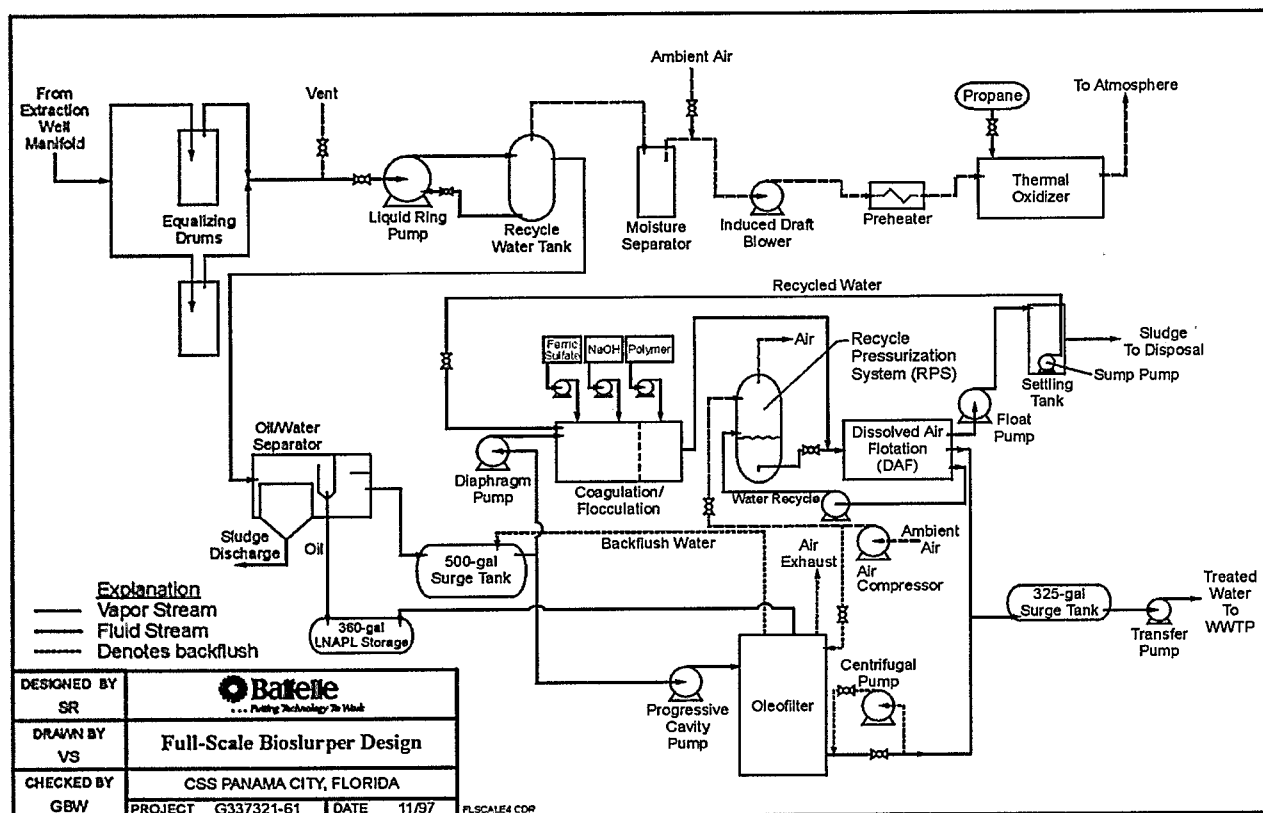 From
Extraction
Well
Manifold
Vent
Equalizing
Drums
Liquid Ring
Pump
Recycle
Water Tank
Ambient Air
Moisture
Separator
Induced Draft
Blower
Preheater
Propane
Thermal
Oxidizer
To Atmosphere
Recycled Water
Ferric
Sulfate
NaOH
Polymer
Air
Recycle
Pressurization
System (RPS)
Sludge
To Disposal
Sump Pump
Settling
Tank
Float
Pump
Oil/Water
Separator
Diaphragm
Pump
Coagulation/
Flocculation
Water Recycle
Dissolved Air
Flotation
(DAF)
Sludge
Discharge
Oil
500-gal
Surge Tank
Backflush Water
Air
Exhaust
Ambient
Air
Air
Compressor
325-gal
Surge Tank
Treated
Water
To
WWTP
Transfer
Pump
Explanation
Vapor Stream
Fluid Stream
Denotes backflush
360-gal
LNAPL Storage
Progressive
Cavity
Pump
Oleofilter
Centrifugal
Pump
DESIGNED BY
SR
Battelle
... Putting Technology To Work
DRAWN BY
VS
Full-Scale Bioslurper Design
CHECKED BY
GBW
CSS PANAMA CITY, FLORIDA
PROJECT G337321-61 DATE 11/97
FLSCALE4.CDR